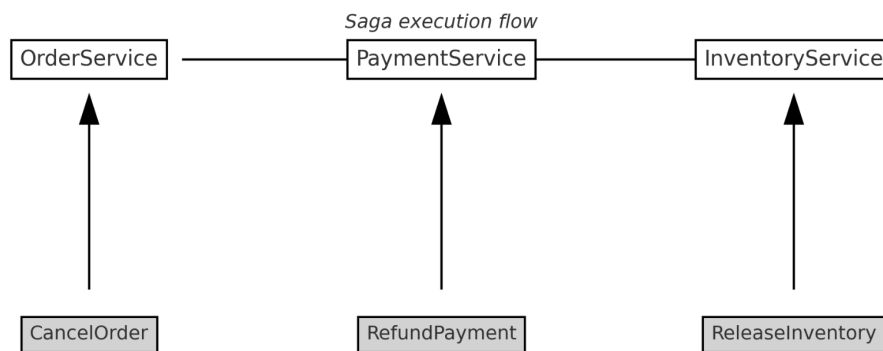 Saga execution flow
OrderService
PaymentService
InventoryService
CancelOrder
RefundPayment
ReleaseInventory